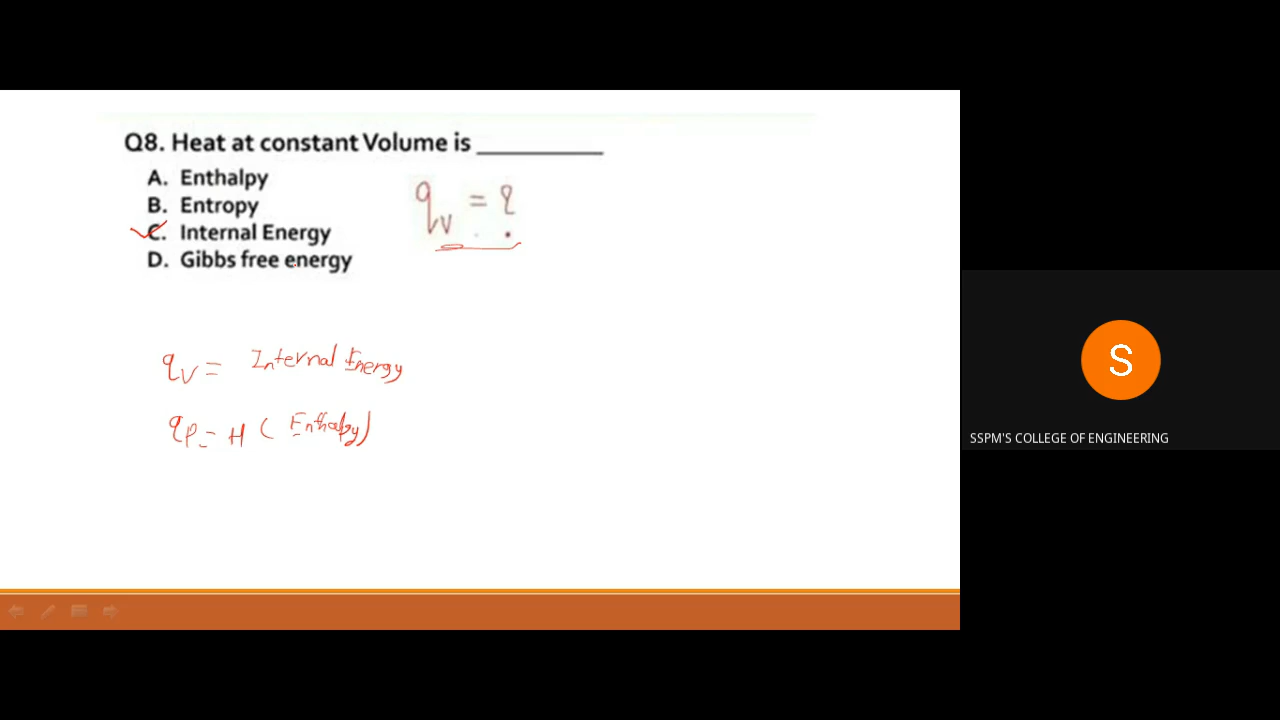 Q8. Heat at constant Volume is __________
A. Enthalpy
B. Entropy
C. Internal Energy
D. Gibbs free energy
qv = ?
qv = Internal Energy
qp = H ( Enthalpy)
S
SSPM'S COLLEGE OF ENGINEERING